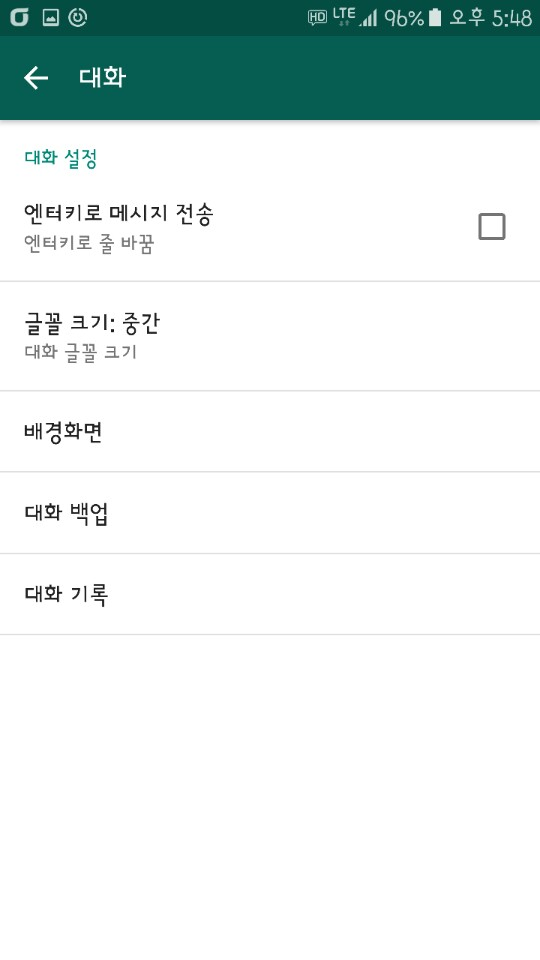 HD LTE 96% 오후 5:48
대화
대화 설정
엔터키로 메시지 전송
엔터키로 줄 바꿈
글꼴 크기: 중간
대화 글꼴 크기
배경화면
대화 백업
대화 기록